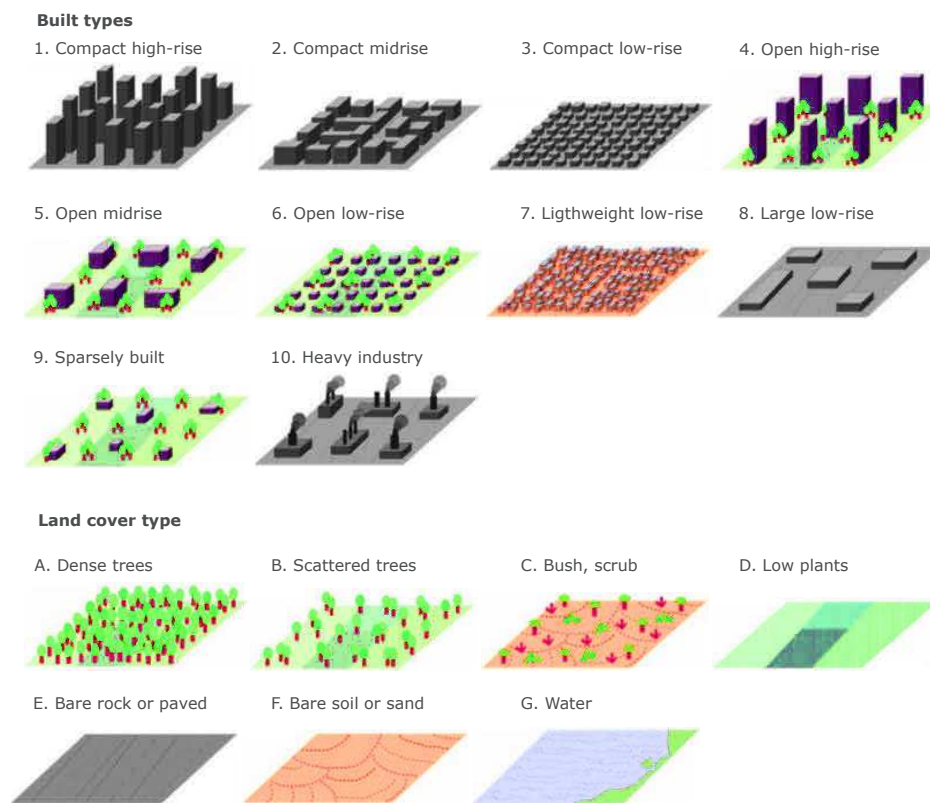 Built types
1. Compact high-rise
2. Compact midrise
3. Compact low-rise
4. Open high-rise
5. Open midrise
6. Open low-rise
7. Ligthweight low-rise
8. Large low-rise
9. Sparsely built
10. Heavy industry
Land cover type
A. Dense trees
B. Scattered trees
C. Bush, scrub
D. Low plants
E. Bare rock or paved
F. Bare soil or sand
G. Water